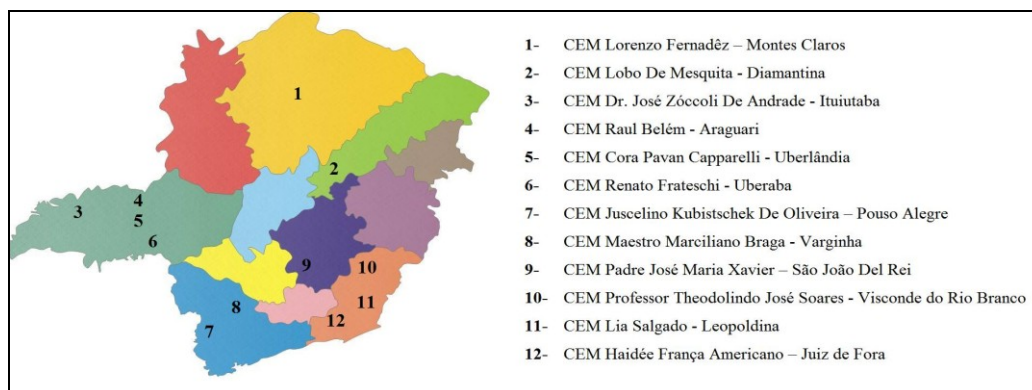 1
2
3
4
5
6
7
8
9
10
11
12
1- CEM Lorenzo Fernadêz – Montes Claros
2- CEM Lobo De Mesquita - Diamantina
3- CEM Dr. José Zóccoli De Andrade - Ituiutaba
4- CEM Raul Belém - Araguari
5- CEM Cora Pavan Capparelli - Uberlândia
6- CEM Renato Frateschi - Uberaba
7- CEM Juscelino Kubistschek De Oliveira – Pouso Alegre
8- CEM Maestro Marciliano Braga - Varginha
9- CEM Padre José Maria Xavier – São João Del Rei
10- CEM Professor Theodolindo José Soares - Visconde do Rio Branco
11- CEM Lia Salgado - Leopoldina
12- CEM Haidée França Americano – Juiz de Fora